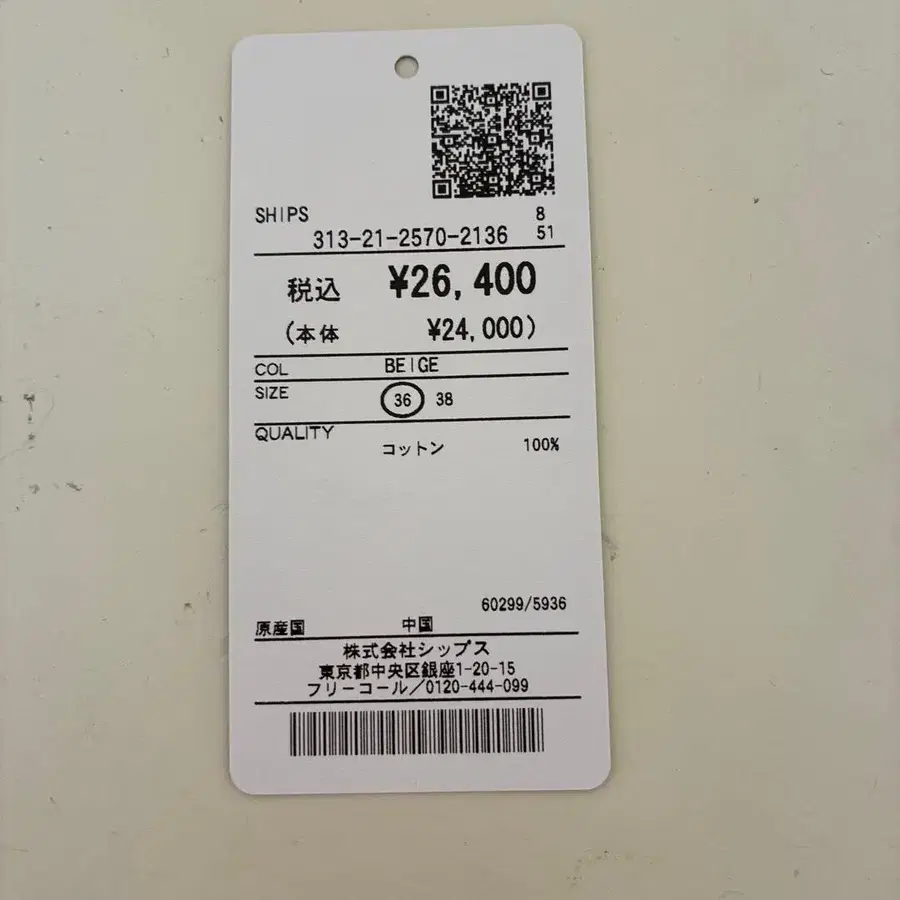 SHIPS 8
313-21-2570-2136 51
税込 ¥26,400
(本体 ¥24,000)
COL BEIGE
SIZE 36 38
QUALITY
コットン 100%
60299/5936
原産国 中国
株式会社シップス
東京都中央区銀座1-20-15
フリーコール/0120-444-099